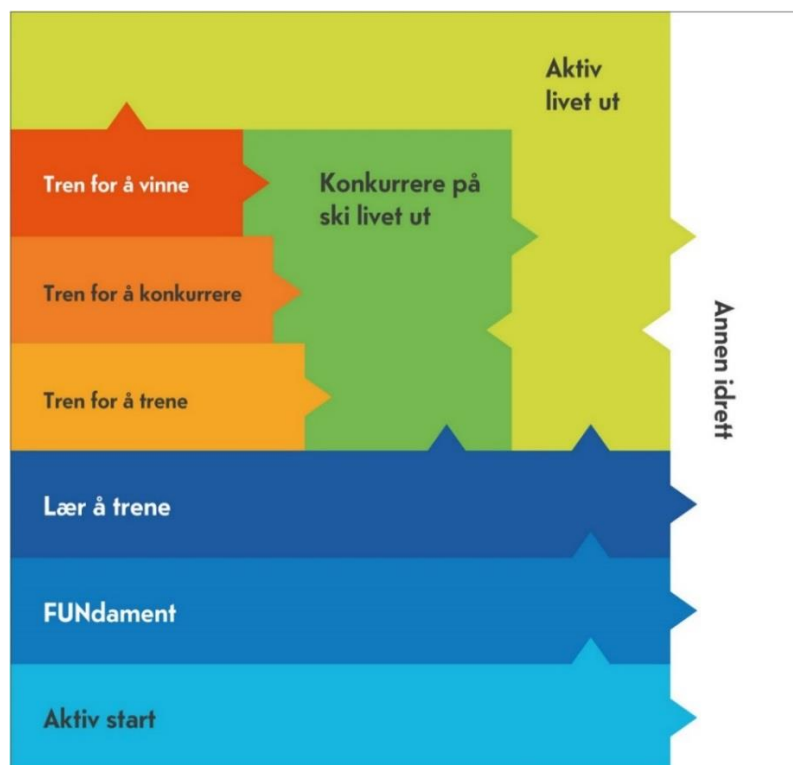 Aktiv
livet ut
Tren for å vinne
Konkurrere på
ski livet ut
Tren for å konkurrere
Tren for å trene
Annen idrett
Lær å trene
FUNdament
Aktiv start